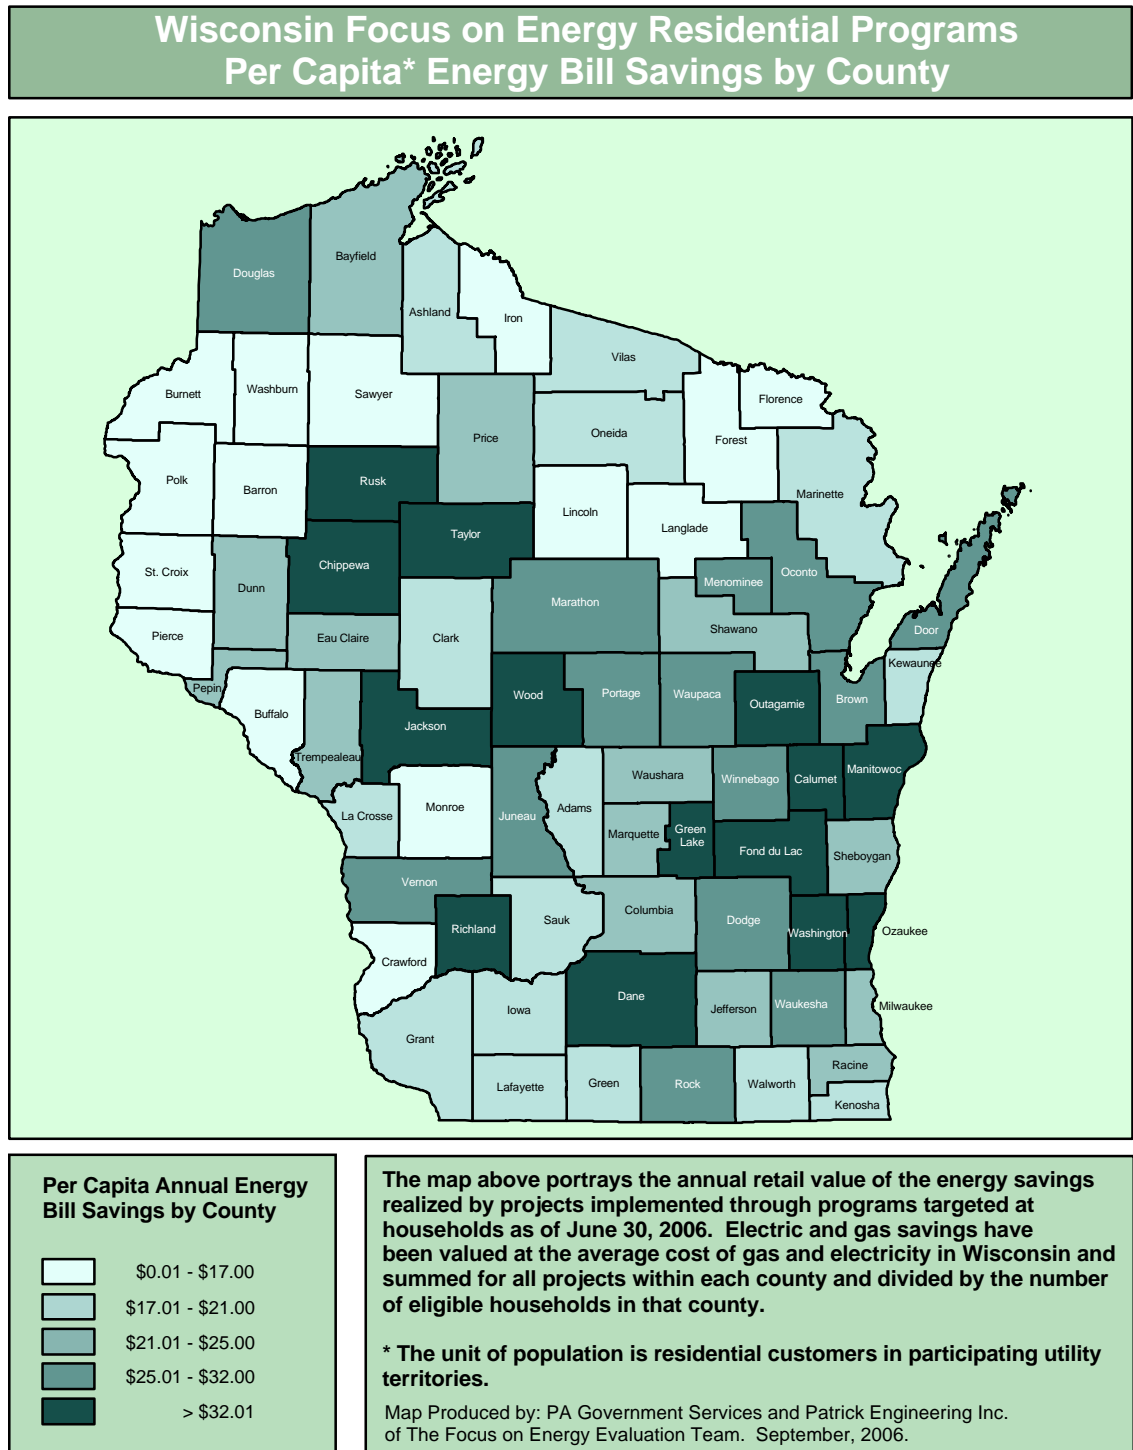 Wisconsin Focus on Energy Residential Programs
Per Capita* Energy Bill Savings by County
Bayfield
Douglas
Ashland
Iron
Vilas
Burnett
Washburn
Sawyer
Florence
Oneida
Price
Forest
Polk
Rusk
Barron
Marinette
Lincoln
Langlade
Taylor
Chippewa
St. Croix
Oconto
Menominee
Dunn
Marathon
Shawano
Door
Pierce
Eau Claire
Clark
Kewaunee
Pepin
Wood
Portage
Waupaca
Outagamie
Brown
Buffalo
Jackson
Trempealeau
Waushara
Winnebago
Calumet
Manitowoc
Monroe
Adams
La Crosse
Juneau
Marquette
Green
Lake
Fond du Lac
Sheboygan
Vernon
Columbia
Sauk
Dodge
Richland
Washington
Ozaukee
Crawford
Dane
Iowa
Jefferson
Waukesha
Milwaukee
Grant
Racine
Lafayette
Green
Rock
Walworth
Kenosha
Per Capita Annual Energy
Bill Savings by County
$0.01 - $17.00
$17.01 - $21.00
$21.01 - $25.00
$25.01 - $32.00
> $32.01
The map above portrays the annual retail value of the energy savings
realized by projects implemented through programs targeted at
households as of June 30, 2006. Electric and gas savings have
been valued at the average cost of gas and electricity in Wisconsin and
summed for all projects within each county and divided by the number
of eligible households in that county.
* The unit of population is residential customers in participating utility
territories.
Map Produced by: PA Government Services and Patrick Engineering Inc.
of The Focus on Energy Evaluation Team. September, 2006.